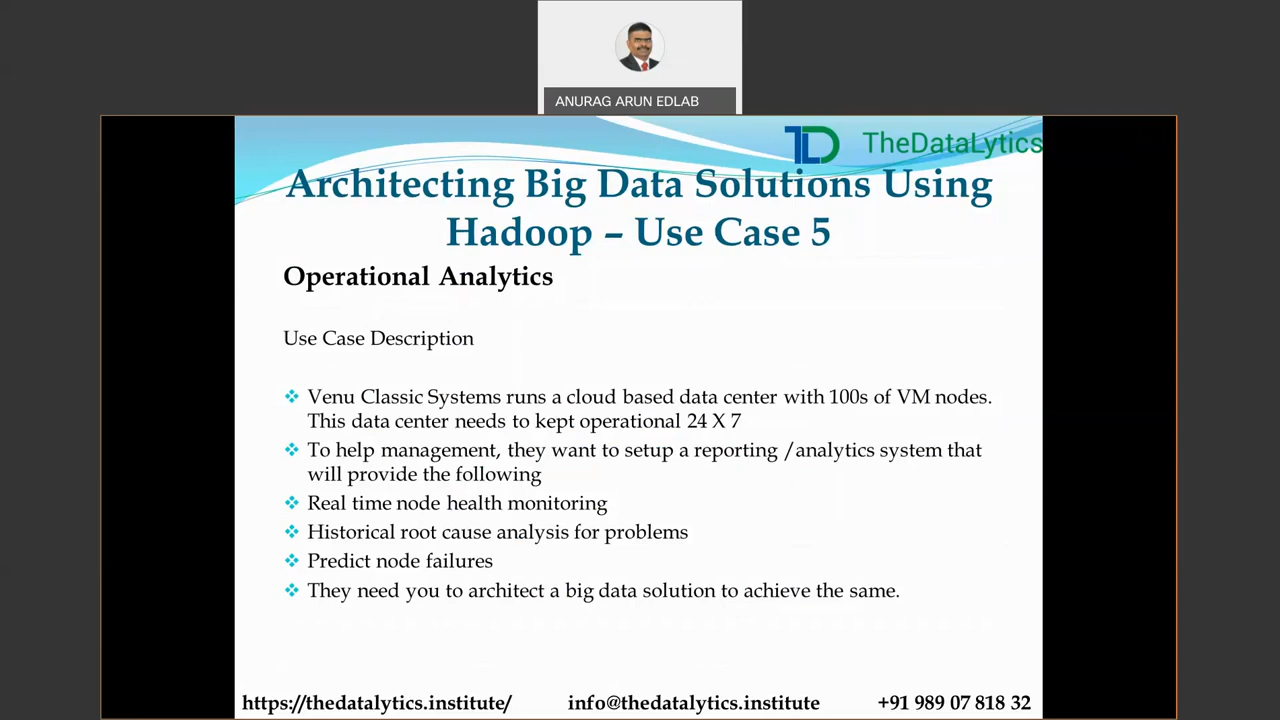 ANURAG ARUN EDLAB
TheDataLytics
Architecting Big Data Solutions Using
Hadoop – Use Case 5
Operational Analytics
Use Case Description
Venu Classic Systems runs a cloud based data center with 100s of VM nodes.
This data center needs to kept operational 24 X 7
To help management, they want to setup a reporting /analytics system that
will provide the following
Real time node health monitoring
Historical root cause analysis for problems
Predict node failures
They need you to architect a big data solution to achieve the same.
https://thedatalytics.institute/ info@thedatalytics.institute +91 989 07 818 32